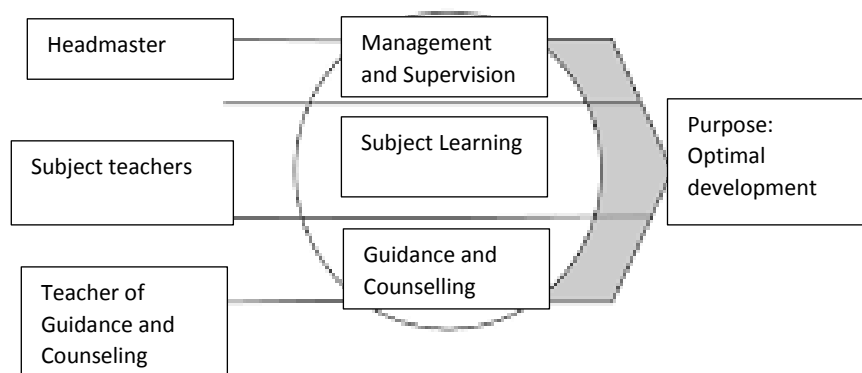 Headmaster
Management
and Supervision
Subject teachers
Subject Learning
Purpose:
Optimal
development
Teacher of
Guidance and
Counseling
Guidance and
Counselling